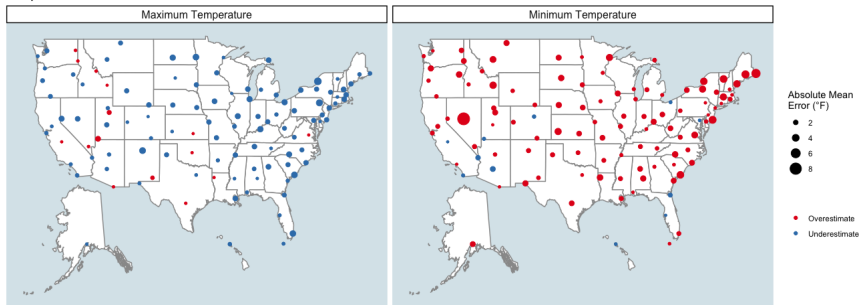 Maximum Temperature
Minimum Temperature
Absolute Mean
Error (°F)
2
4
6
8
Overestimate
Underestimate